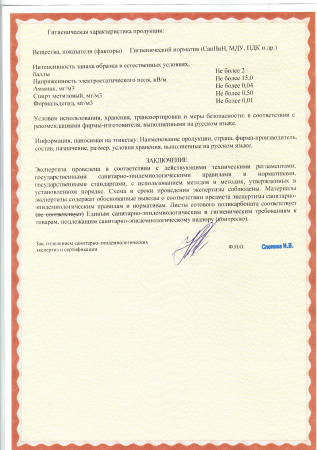 Гигиеническая характеристика продукции:
Вещества, показатели (факторы) Гигиенический норматив (СанПиН, МДУ, ПДК и др.)
Интенсивность запаха образца в естественных условиях,
баллы Не более 2
Напряженность электростатического поля, кВ/м Не более 15,0
Аммиак, мг/м3 Не более 0,04
Спирт метиловый, мг/м3 Не более 0,50
Формальдегид, мг/м3 Не более 0,01
Условия использования, хранения, транспортировки и меры безопасности: в соответствии с
рекомендациями фирмы-изготовителя, выполненными на русском языке.
Информация, наносимая на этикетку: Наименование продукции, страна, фирма-производитель,
состав, назначение, размер, условия хранения, выполненные на русском языке.
ЗАКЛЮЧЕНИЕ
Экспертиза проведена в соответствии с действующими техническими регламентами,
государственными санитарно-эпидемиологическими правилами и нормативами,
государственными стандартами, с использованием методов и методик, утвержденных в
установленном порядке. Схема и сроки проведения экспертизы соблюдены. Материалы
экспертизы содержат обоснованные выводы о соответствии предмета экспертизы санитарно-
эпидемиологическим правилам и нормативам. Листы сотового поликарбоната соответствует
(не соответствует) Единым санитарно-эпидемиологическим и гигиеническим требованиям к
товарам, подлежащим санитарно-эпидемиологическому надзору (контролю).
Зав. отделением санитарно-эпидемиологических
экспертиз и сертификации Ф.И.О.